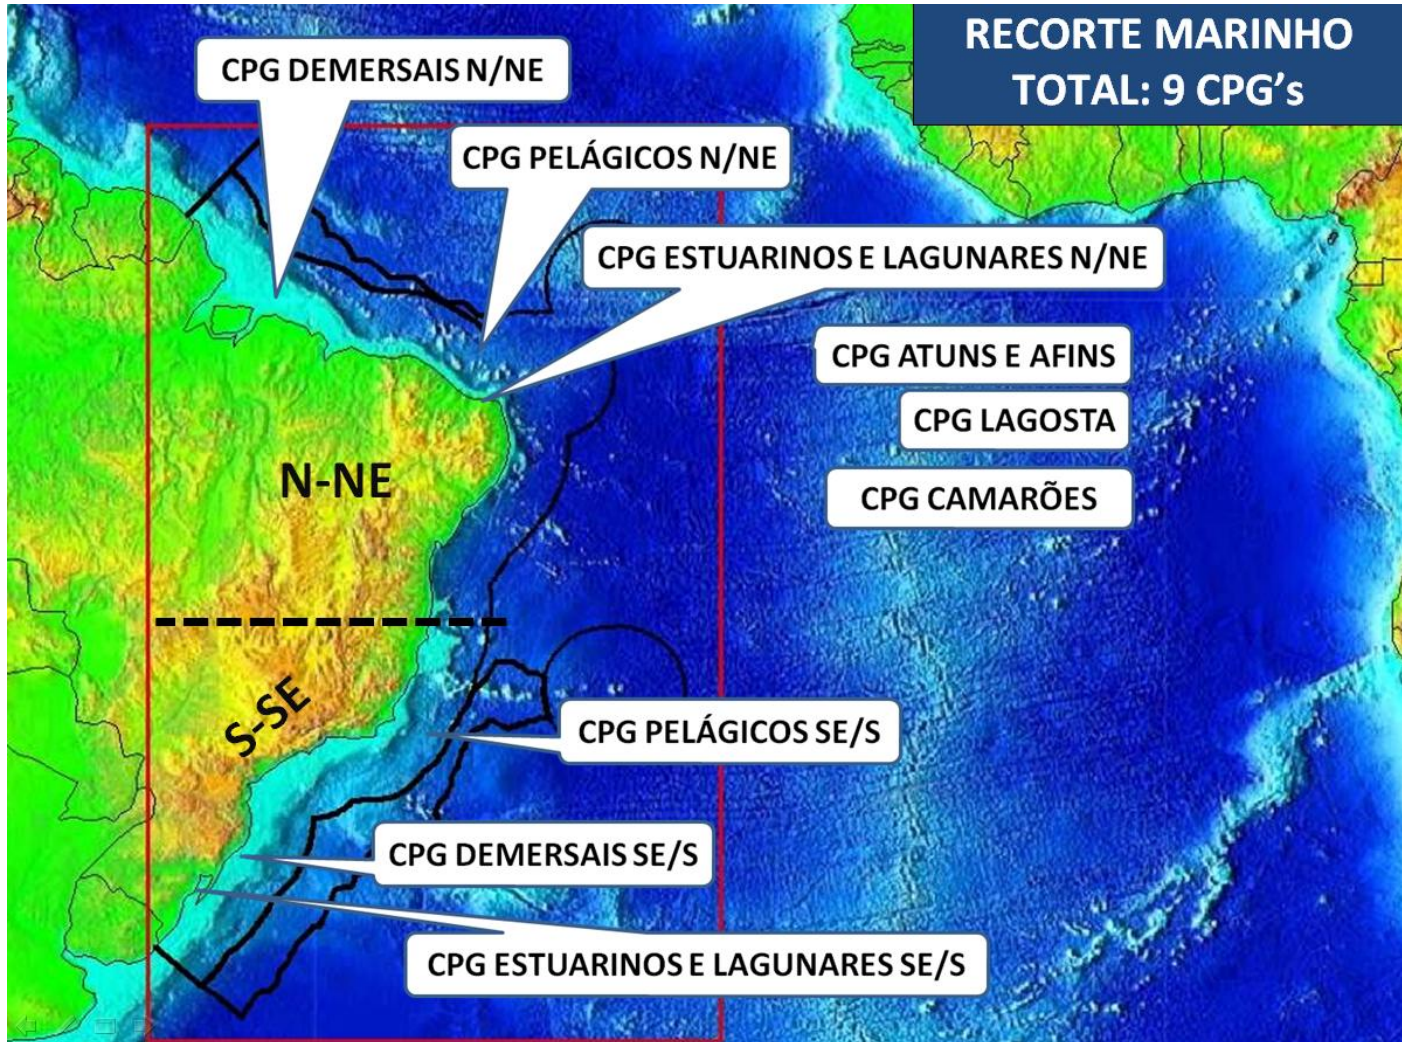 RECORTE MARINHO
TOTAL: 9 CPG's
CPG DEMERSAIS N/NE
CPG PELÁGICOS N/NE
CPG ESTUARINOS E LAGUNARES N/NE
CPG ATUNS E AFINS
CPG LAGOSTA
CPG CAMARÕES
N-NE
S-SE
CPG PELÁGICOS SE/S
CPG DEMERSAIS SE/S
CPG ESTUARINOS E LAGUNARES SE/S